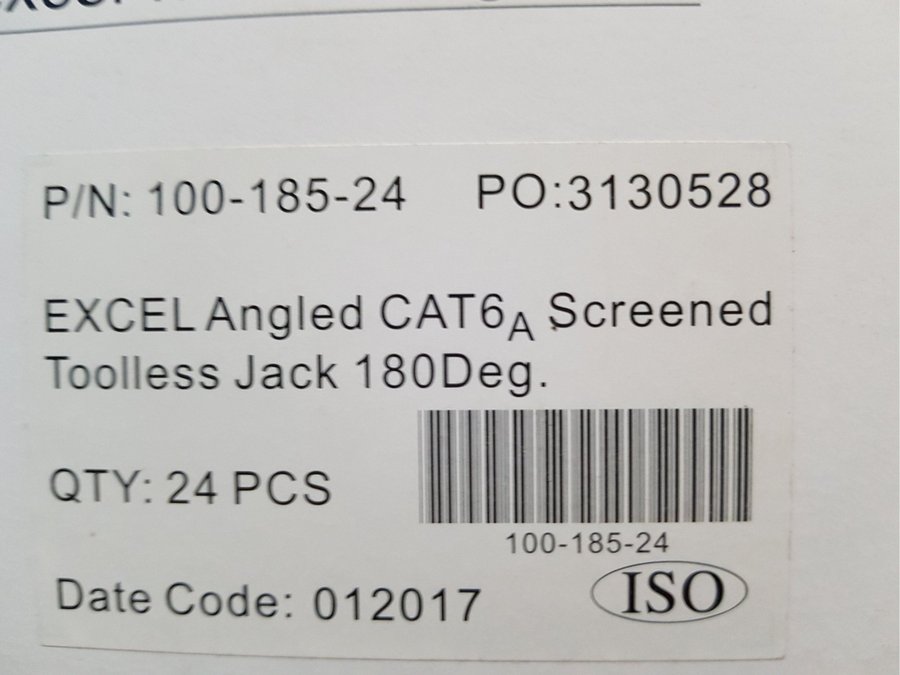 P/N: 100-185-24 PO:3130528
EXCEL Angled CAT6A Screened
Toolless Jack 180Deg.
QTY: 24 PCS
100-185-24
Date Code: 012017
ISO